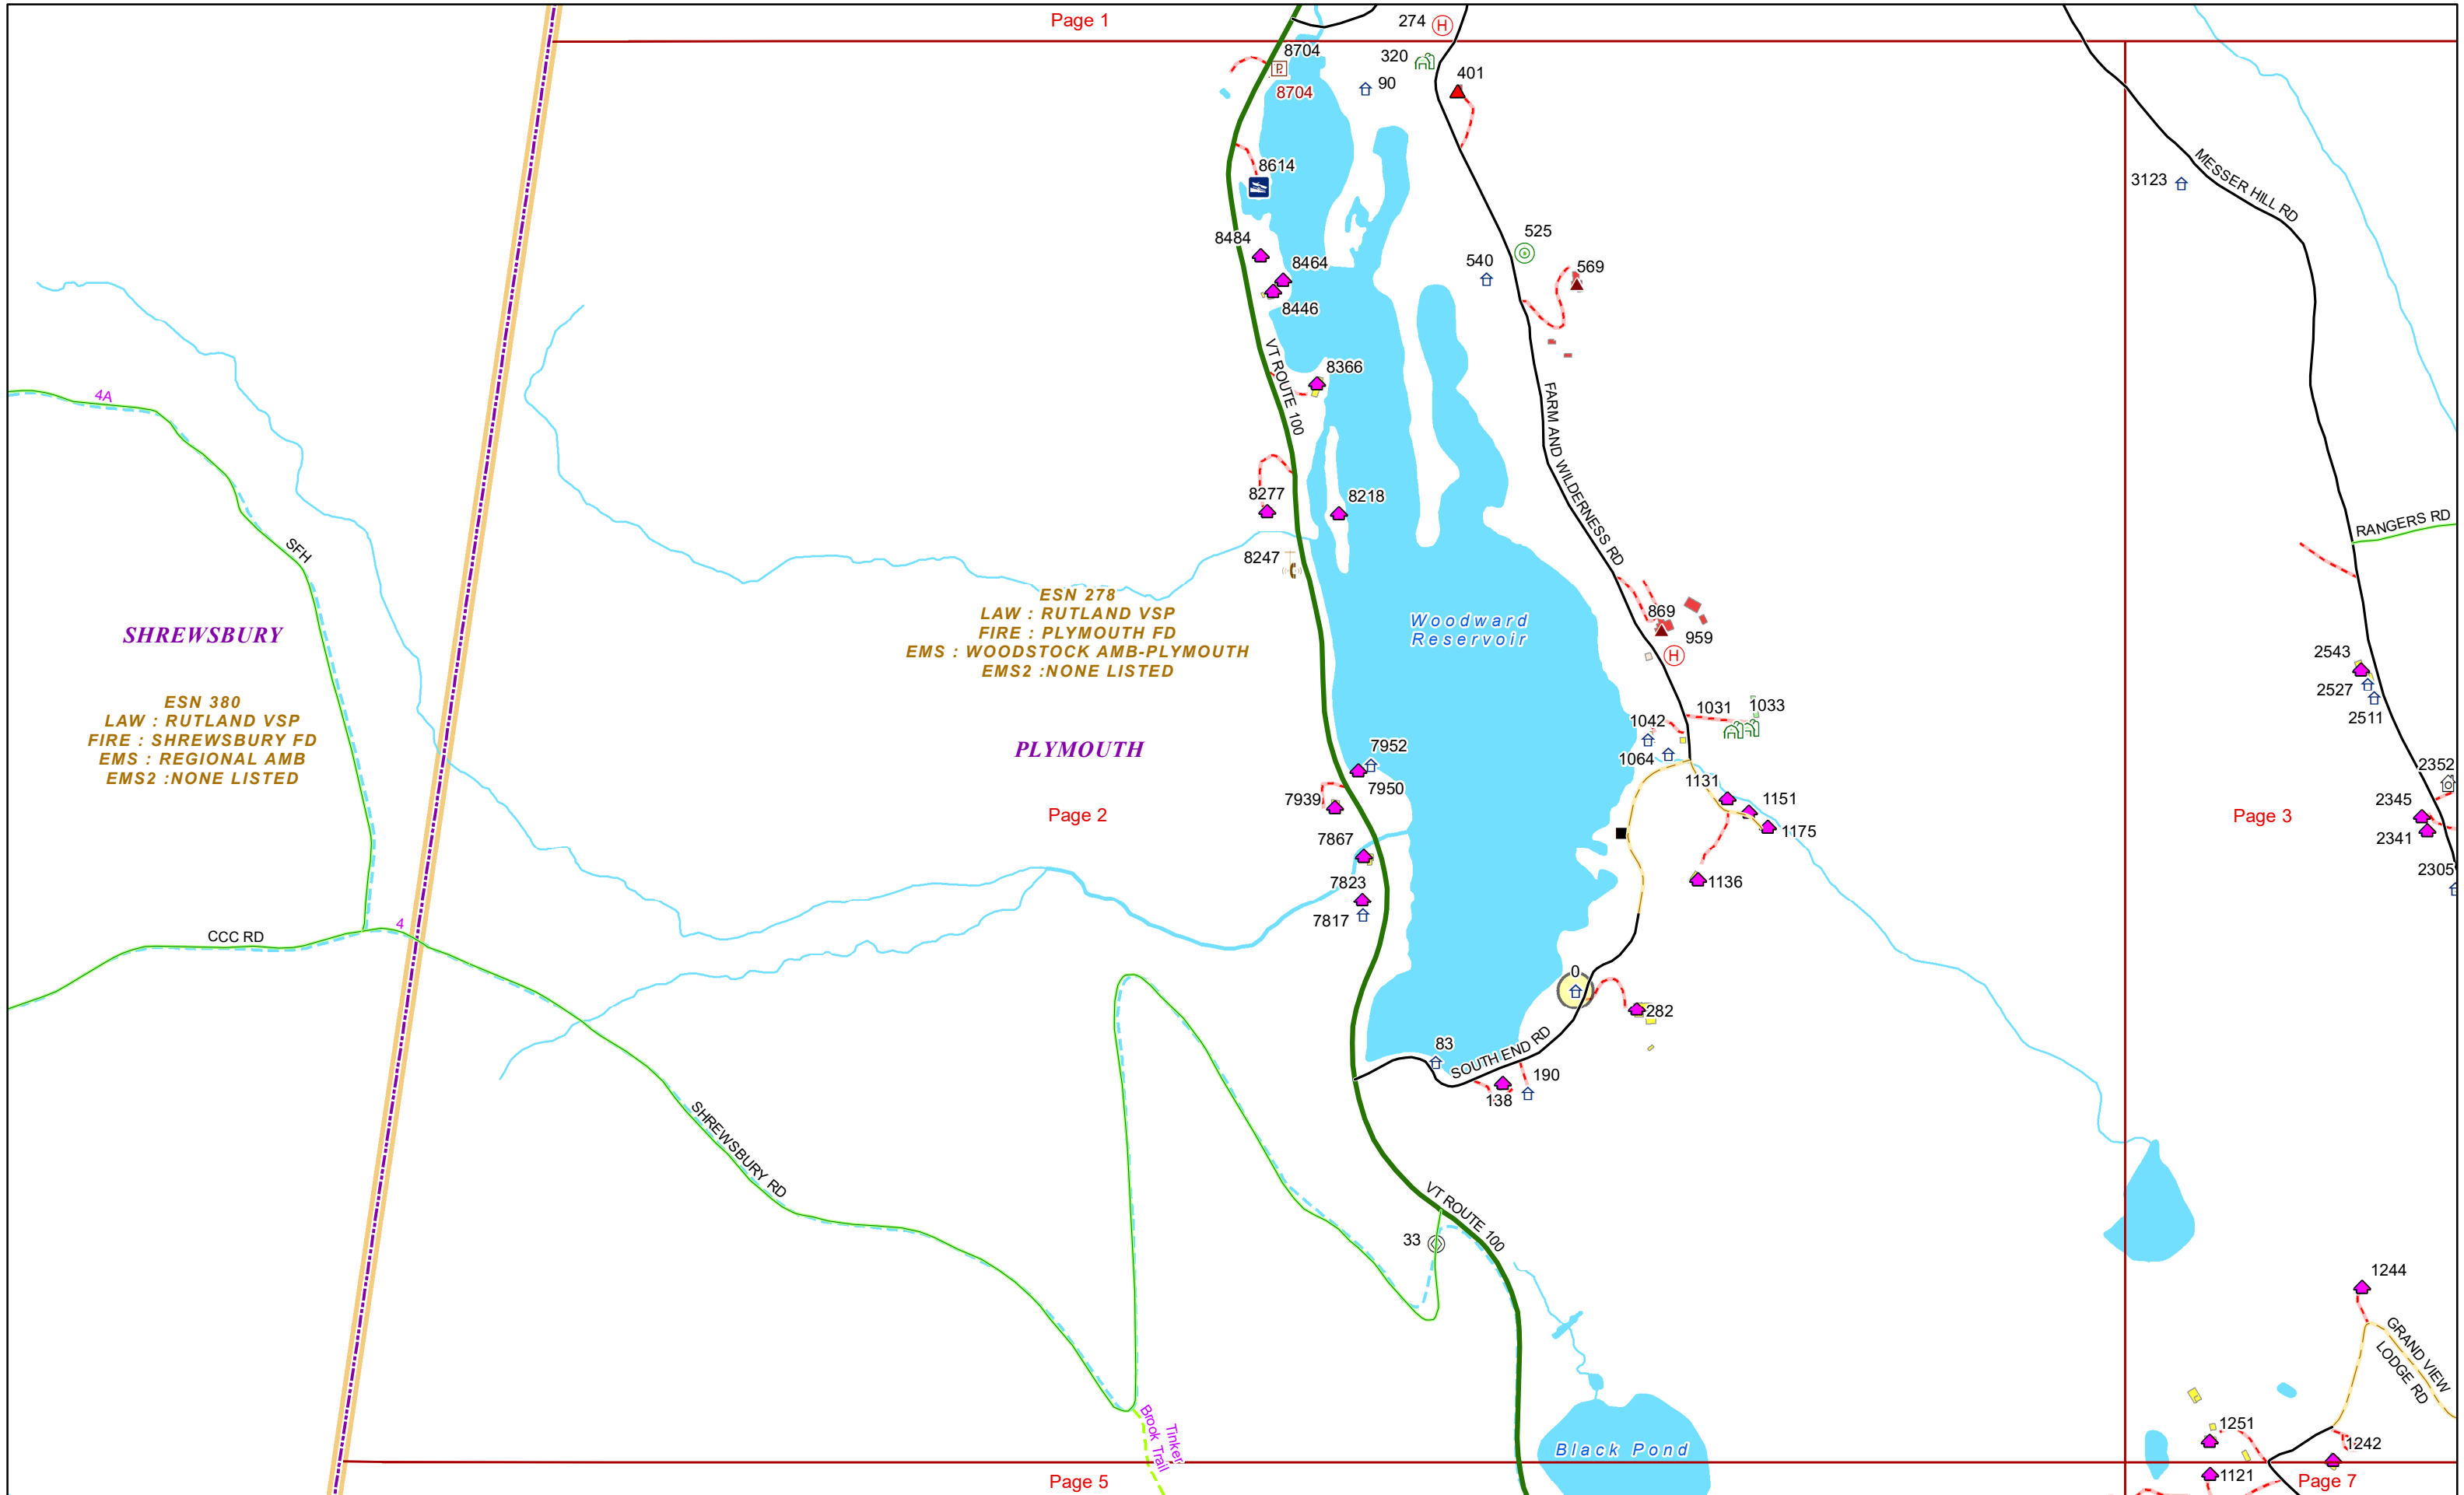 Page 1
274
H
8704
P
8704
320
90
401
8614
3123
MESSER HILL RD
8484
8464
8446
525
540
569
VT ROUTE 100
8366
FARM AND WILDERNESS RD
4A
8277
8218
RANGERS RD
SFH
8247
ESN 278
LAW : RUTLAND VSP
FIRE : PLYMOUTH FD
EMS : WOODSTOCK AMB-PLYMOUTH
EMS2 :NONE LISTED
Woodward
Reservoir
869
959
H
SHREWSBURY
2543
2527
2511
ESN 380
LAW : RUTLAND VSP
FIRE : SHREWSBURY FD
EMS : REGIONAL AMB
EMS2 :NONE LISTED
1031
1033
1042
1064
PLYMOUTH
7952
7950
7939
1131
1151
1175
2352
2345
2341
2305
Page 2
Page 3
7867
7823
7817
1136
4
CCC RD
0
282
83
SOUTH END RD
190
138
SHREWSBURY RD
VT ROUTE 100
33
1244
GRAND VIEW
LODGE RD
Tinker
Brook Trail
Black Pond
1251
1242
1121
Page 5
Page 7